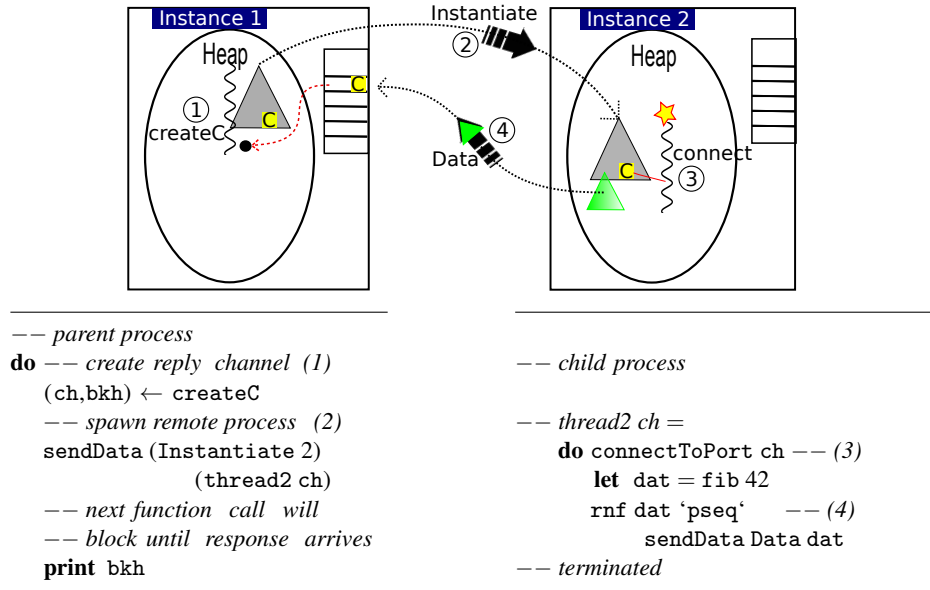 Instance 1
Heap
C
C
① createC
Instantiate
②
④
Data
Instance 2
Heap
C
connect
③
−− parent process
do −− create reply channel (1)
(ch,bkh) ← createC
−− spawn remote process (2)
sendData (Instantiate 2)
(thread2 ch)
−− next function call will
−− block until response arrives
print bkh
−− child process
−− thread2 ch =
do connectToPort ch −− (3)
let dat = fib 42
rnf dat ‘pseq‘ −− (4)
sendData Data dat
−− terminated